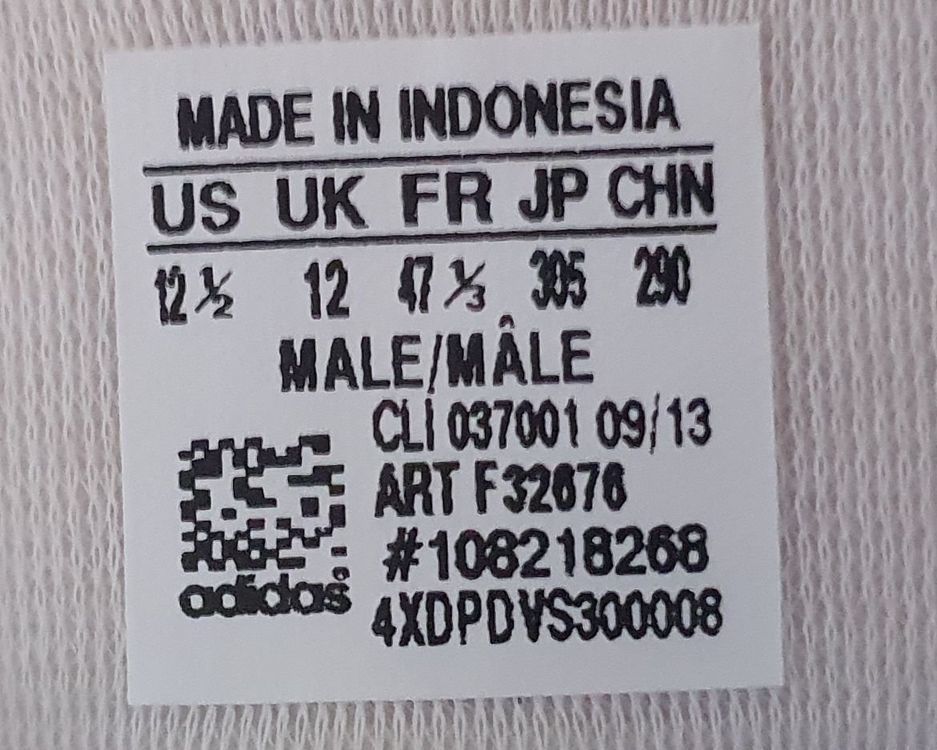 MADE IN INDONESIA
US UK FR JP CHN
12 ½ 12 47 ⅓ 305 290
MALE/MÂLE
CLI 037001 09/13
ART F32676
#108218268
4XDPDVS300008
adidas